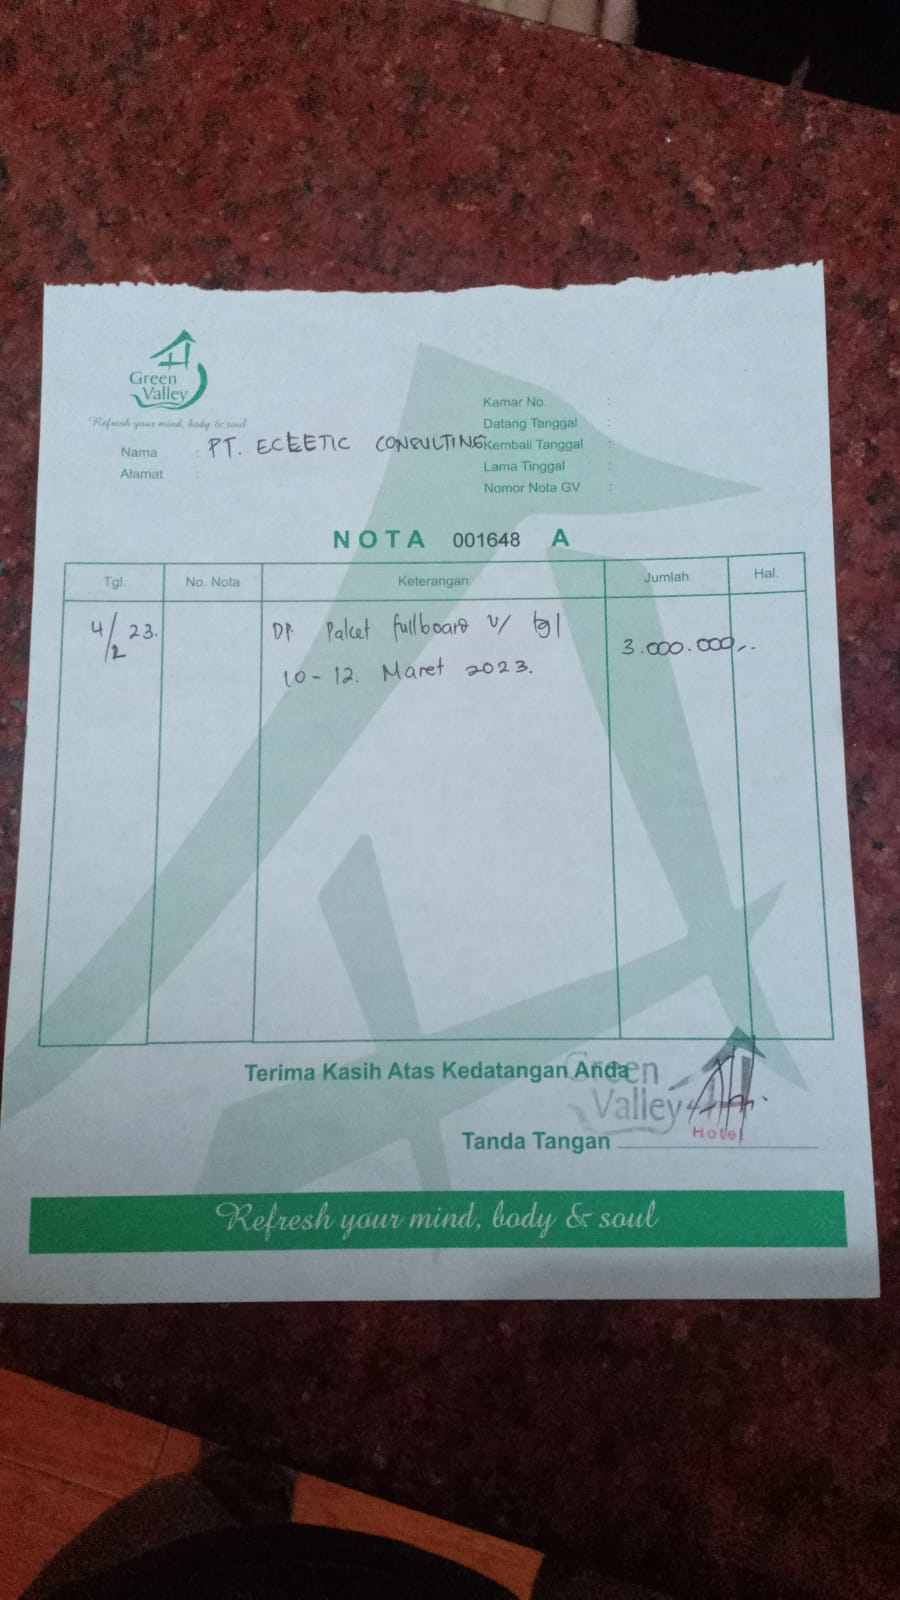 Green
Valley
Refresh your mind, body & soul
Kamar No. :
Datang Tanggal :
Nama : PT. ECLETIC CONSULTING
Kembali Tanggal :
Alamat :
Lama Tinggal :
Nomor Nota GV :
NOTA 001648 A
Tgl. No. Nota Keterangan Jumlah Hal.
4/2 23. DP. Paket fullboard u/ tgl 3.000.000,-.
10-12. Maret 2023.
Terima Kasih Atas Kedatangan Anda
Green
Valley
Hotel
Tanda Tangan
Refresh your mind, body & soul